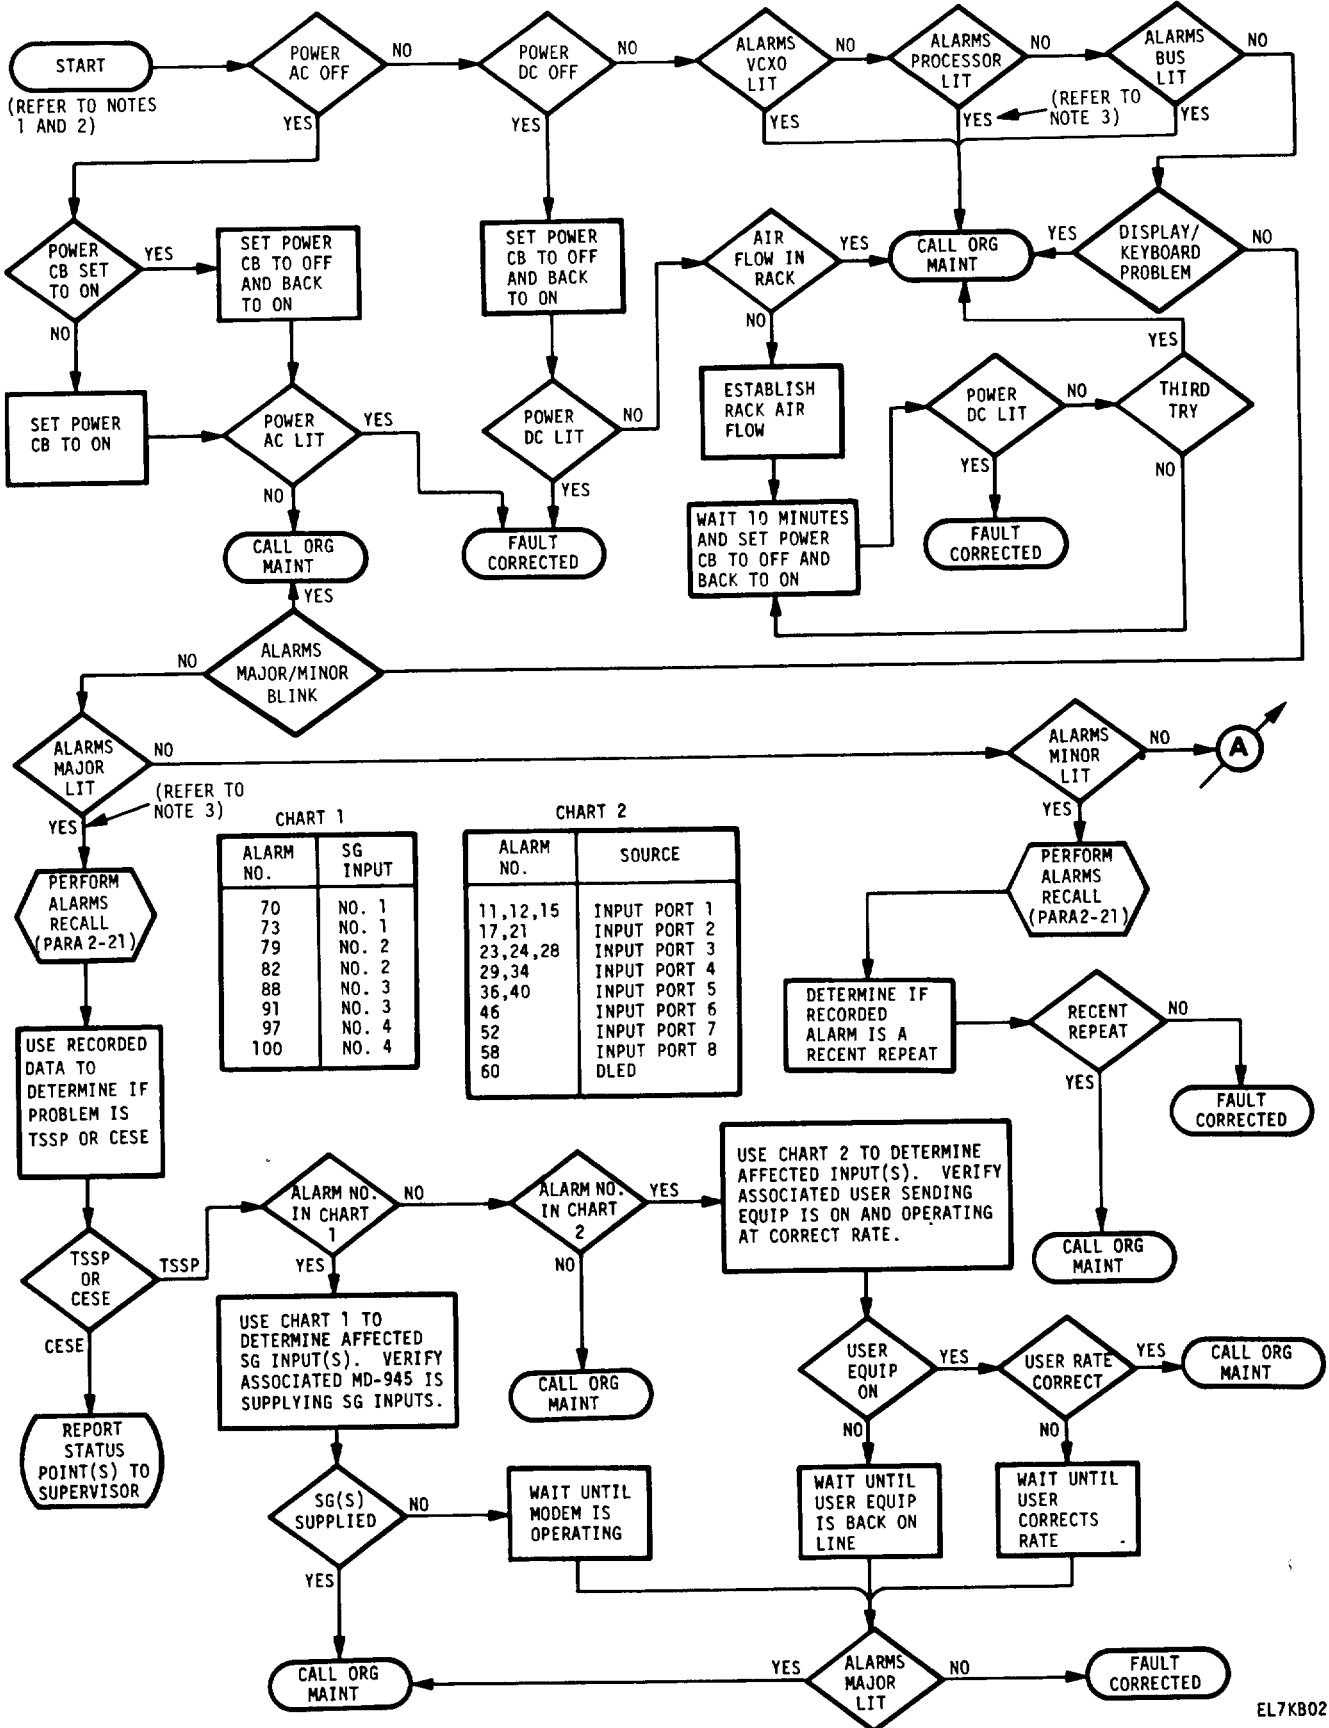 START
(REFER TO NOTES
1 AND 2)
POWER
AC OFF
NO
YES
POWER
DC OFF
NO
YES
ALARMS
VCXO
LIT
NO
YES
ALARMS
PROCESSOR
LIT
NO
YES
(REFER TO
NOTE 3)
ALARMS
BUS
LIT
NO
YES
POWER
CB SET
TO ON
YES
NO
SET POWER
CB TO OFF
AND BACK
TO ON
SET POWER
CB TO OFF
AND BACK
TO ON
AIR
FLOW IN
RACK
YES
NO
CALL ORG
MAINT
YES
DISPLAY/
KEYBOARD
PROBLEM
NO
SET POWER
CB TO ON
POWER
AC LIT
YES
NO
POWER
DC LIT
NO
YES
ESTABLISH
RACK AIR
FLOW
POWER
DC LIT
NO
YES
THIRD
TRY
YES
NO
CALL ORG
MAINT
FAULT
CORRECTED
WAIT 10 MINUTES
AND SET POWER
CB TO OFF AND
BACK TO ON
FAULT
CORRECTED
YES
ALARMS
MAJOR/MINOR
BLINK
NO
ALARMS
MAJOR
LIT
NO
YES
(REFER TO
NOTE 3)
ALARMS
MINOR
LIT
NO
YES
A
PERFORM
ALARMS
RECALL
(PARA 2-21)
CHART 1
ALARM
NO.
SG
INPUT
70 NO. 1
73 NO. 1
79 NO. 2
82 NO. 2
88 NO. 3
91 NO. 3
97 NO. 4
100 NO. 4
CHART 2
ALARM
NO.
SOURCE
11,12,15 INPUT PORT 1
17,21 INPUT PORT 2
23,24,28 INPUT PORT 3
29,34 INPUT PORT 4
36,40 INPUT PORT 5
46 INPUT PORT 6
52 INPUT PORT 7
58 INPUT PORT 8
60 DLED
PERFORM
ALARMS
RECALL
(PARA2-21)
DETERMINE IF
RECORDED
ALARM IS A
RECENT REPEAT
RECENT
REPEAT
NO
YES
FAULT
CORRECTED
CALL ORG
MAINT
USE RECORDED
DATA TO
DETERMINE IF
PROBLEM IS
TSSP OR CESE
TSSP
OR
CESE
TSSP
CESE
REPORT
STATUS
POINT(S) TO
SUPERVISOR
ALARM NO.
IN CHART
1
NO
YES
ALARM NO.
IN CHART
2
YES
NO
USE CHART 2 TO DETERMINE
AFFECTED INPUT(S). VERIFY
ASSOCIATED USER SENDING
EQUIP IS ON AND OPERATING
AT CORRECT RATE.
USE CHART 1 TO
DETERMINE AFFECTED
SG INPUT(S). VERIFY
ASSOCIATED MD-945 IS
SUPPLYING SG INPUTS.
CALL ORG
MAINT
USER
EQUIP
ON
YES
NO
USER RATE
CORRECT
YES
NO
CALL ORG
MAINT
SG(S)
SUPPLIED
NO
YES
WAIT UNTIL
MODEM IS
OPERATING
WAIT UNTIL
USER EQUIP
IS BACK ON
LINE
WAIT UNTIL
USER
CORRECTS
RATE
CALL ORG
MAINT
YES
ALARMS
MAJOR
LIT
NO
FAULT
CORRECTED
EL7KB02